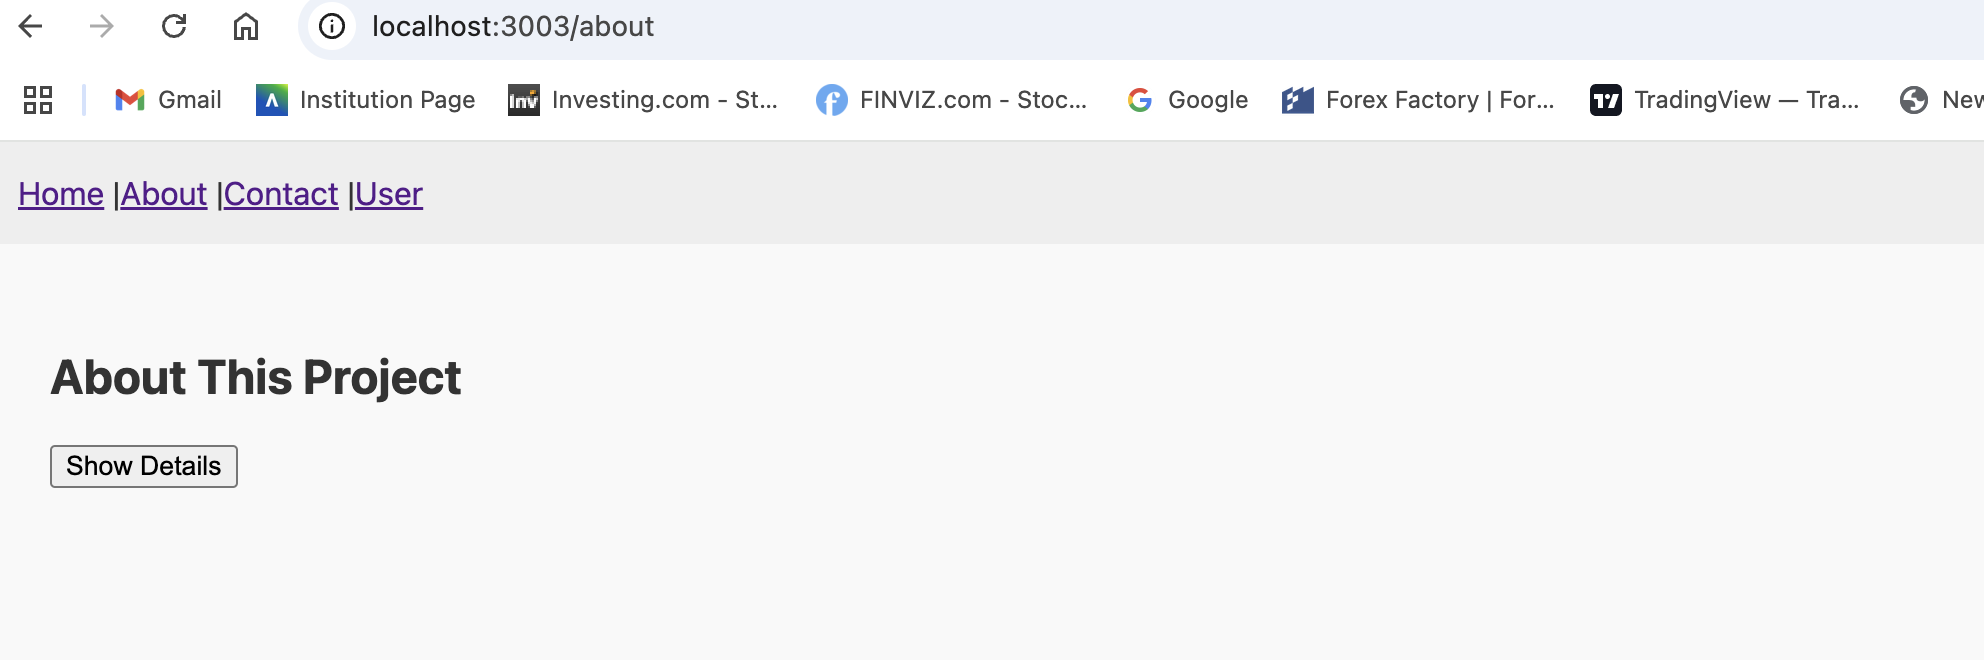 localhost:3003/about
Gmail Institution Page Inv Investing.com - St... FINVIZ.com - Stoc... Google Forex Factory | For... TradingView — Tra... New
Home |About |Contact |User
About This Project
Show Details